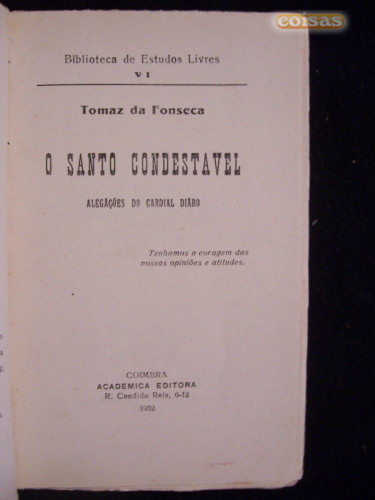 coisas
Biblioteca de Estudos Livres
VI
Tomaz da Fonseca
O SANTO CONDESTAVEL
ALEGAÇÕES DO CARDIAL DIÁBO
Tenhamos a coragem das
nossas opiniões e atitudes.
COIMBRA
ACADEMICA EDITORA
R. Candido Reis, 6-12
1932